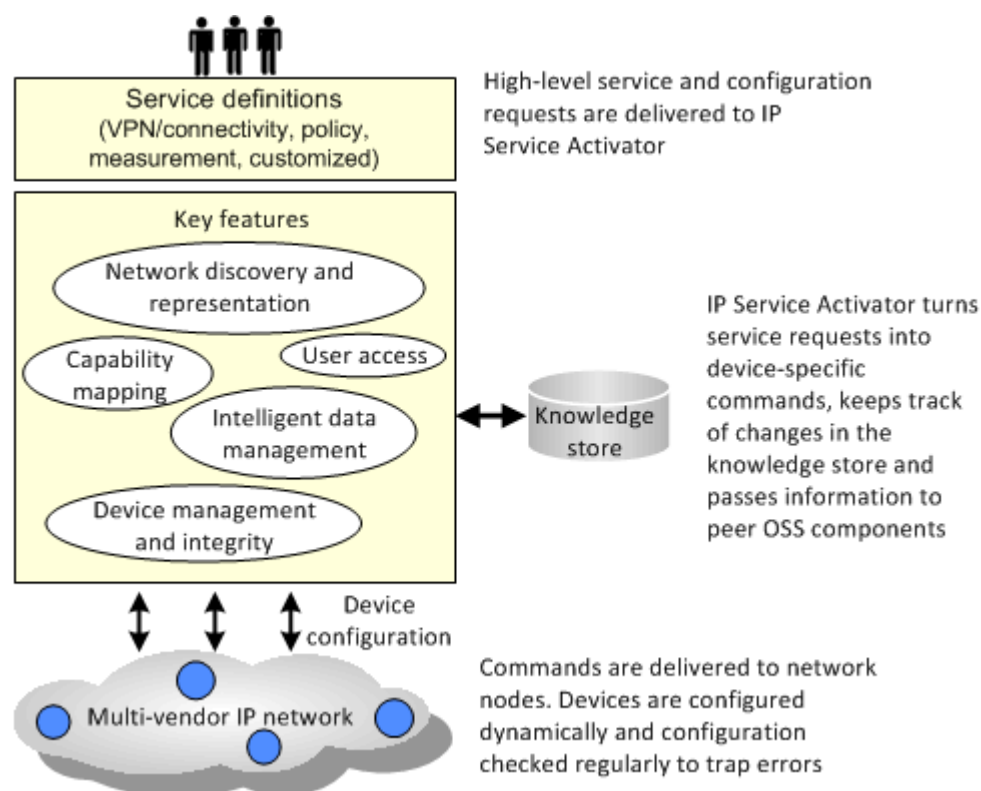 Service definitions
(VPN/connectivity, policy,
measurement, customized)
High-level service and configuration
requests are delivered to IP
Service Activator
Key features
Network discovery and
representation
Capability
mapping
User access
Intelligent data
management
Device management
and integrity
Knowledge
store
IP Service Activator turns
service requests into
device-specific
commands, keeps track
of changes in the
knowledge store and
passes information to
peer OSS components
Device
configuration
Multi-vendor IP network
Commands are delivered to network
nodes. Devices are configured
dynamically and configuration
checked regularly to trap errors